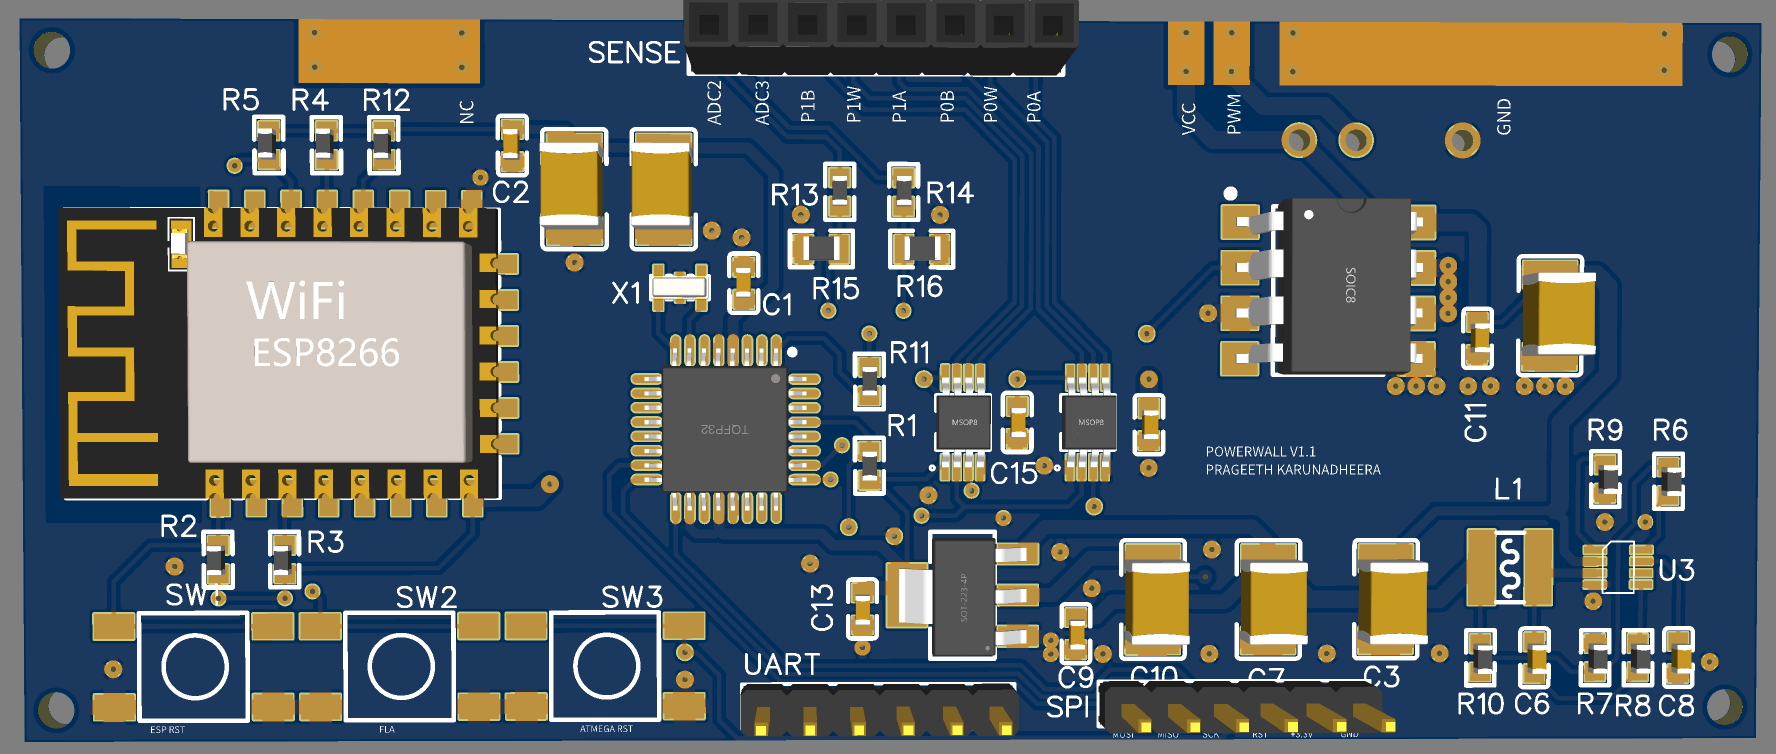 SENSE
R5 R4 R12
NC
ADC2
ADC3
P1B
P1W
P1A
P0B
P0W
P0A
VCC
PWM
GND
C2
R13 R14
R15 R16
X1
C1
WiFi
ESP8266
SOIC8
R11
R1
TQFP32
MSOP8
MSOP8
C15
C11
POWERWALL V1.1
PRAGEETH KARUNADHEERA
R9 R6
L1
U3
R2 R3
SW1 SW2 SW3
C13
SOT-223-4P
UART
C9 C10 C7 C3
SPI
R10 C6 R7 R8 C8
ESP RST
FLA
ATMEGA RST
MOSI MISO SCK RST +3.3V GND